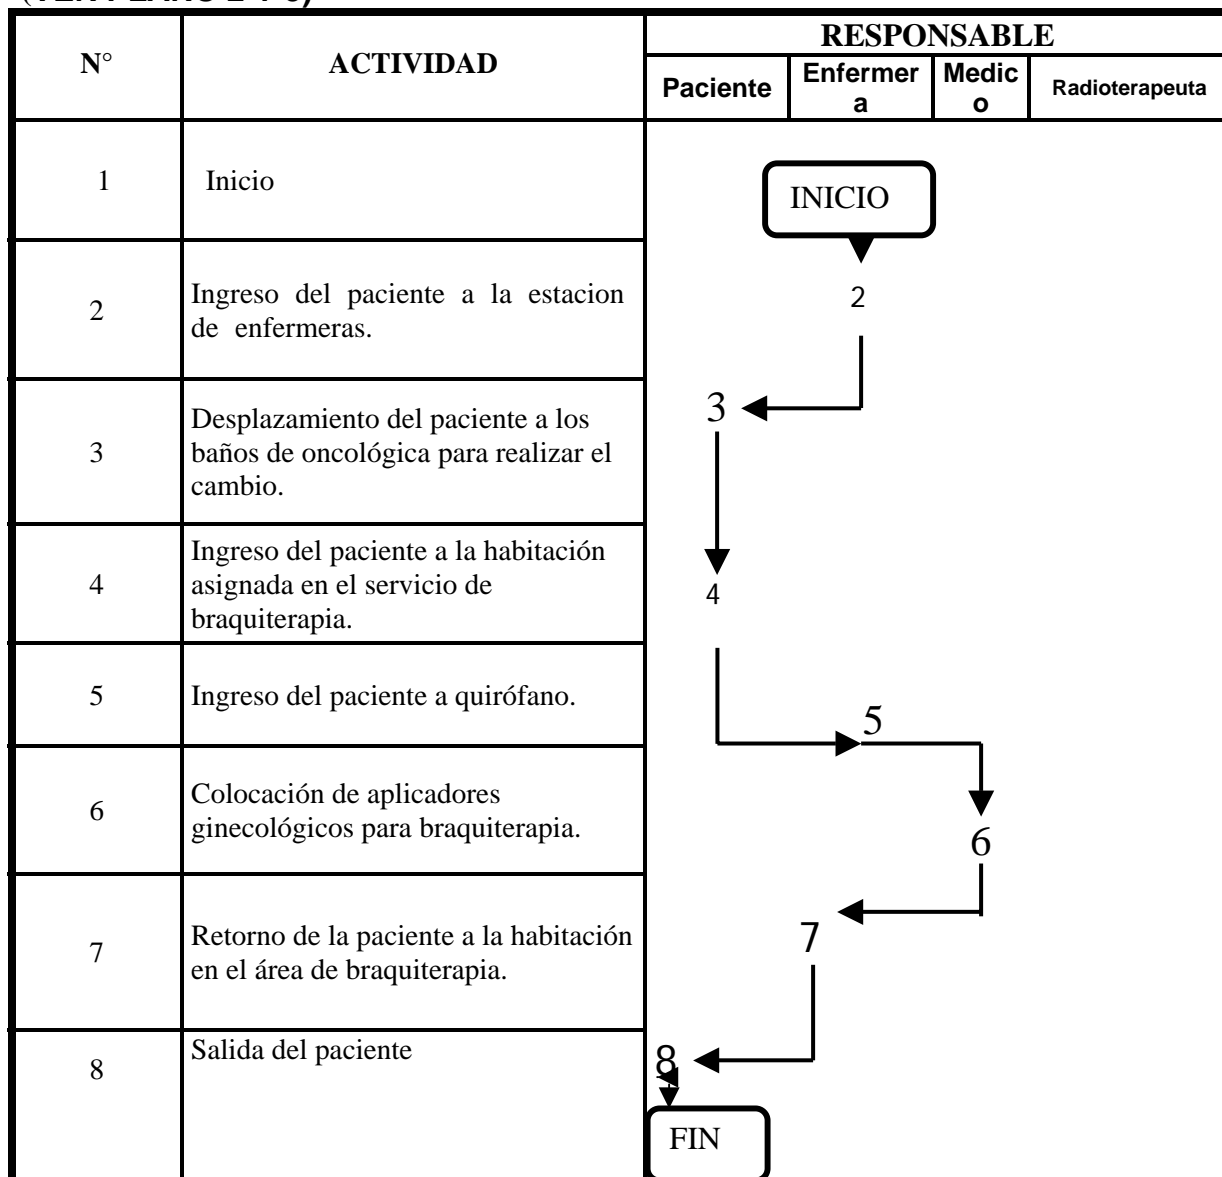 N°
ACTIVIDAD
RESPONSABLE
Paciente
Enfermer
a
Medic
o
Radioterapeuta
1
Inicio
INICIO
2
Ingreso del paciente a la estacion
de enfermeras.
2
3
Desplazamiento del paciente a los
baños de oncológica para realizar el
cambio.
3
4
Ingreso del paciente a la habitación
asignada en el servicio de
braquiterapia.
4
5
Ingreso del paciente a quirófano.
5
6
Colocación de aplicadores
ginecológicos para braquiterapia.
6
7
Retorno de la paciente a la habitación
en el área de braquiterapia.
7
8
Salida del paciente
8
FIN